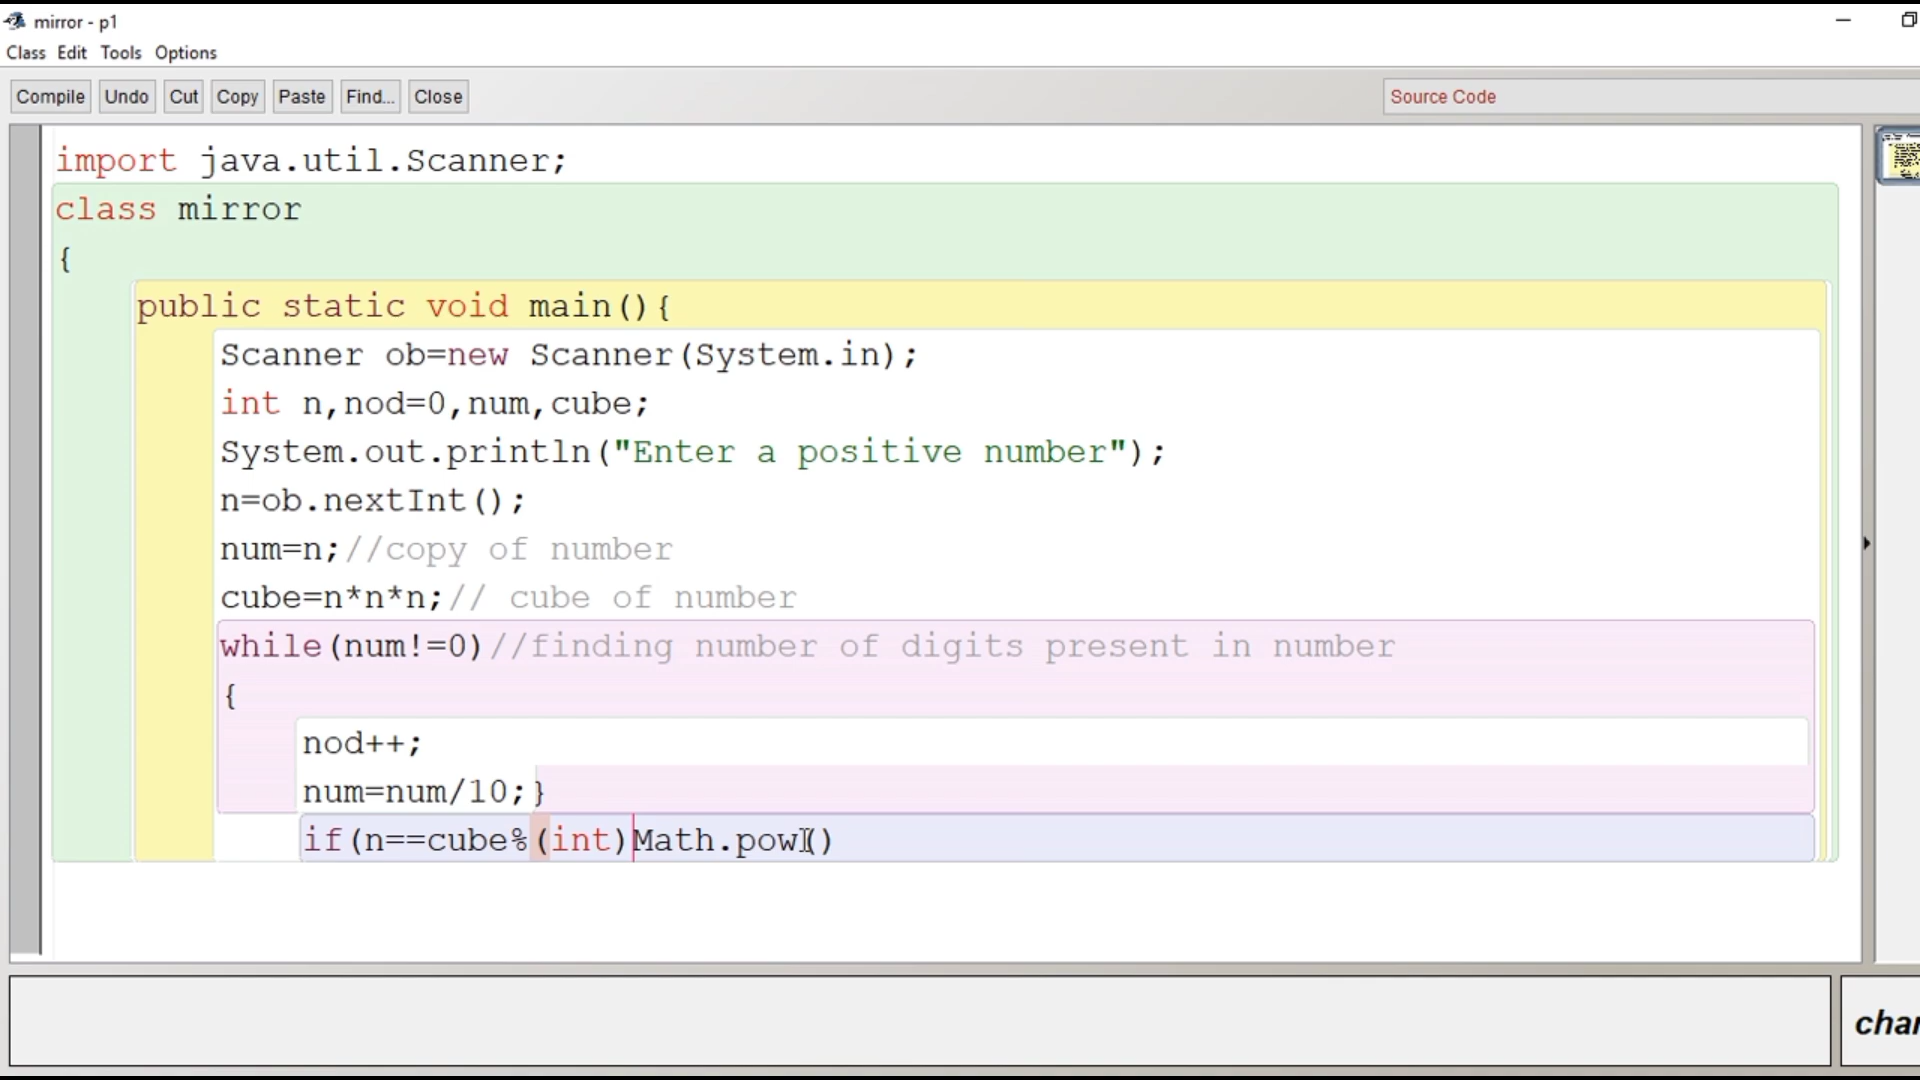 mirror - p1
Class Edit Tools Options
Compile Undo Cut Copy Paste Find... Close Source Code
import java.util.Scanner;
class mirror
{
public static void main(){
Scanner ob=new Scanner(System.in);
int n,nod=0,num,cube;
System.out.println("Enter a positive number");
n=ob.nextInt();
num=n;//copy of number
cube=n*n*n;// cube of number
while(num!=0)//finding number of digits present in number
{
nod++;
num=num/10;}
if(n==cube%(int)Math.pow()